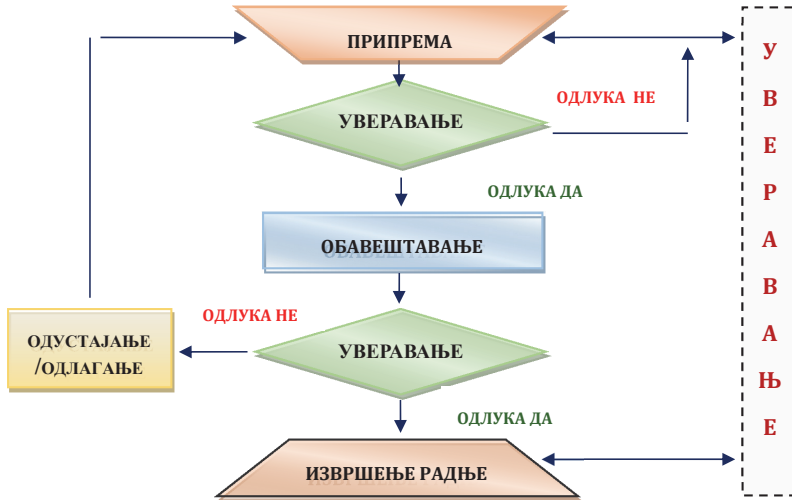 ПРИПРЕМА
ОДЛУКА НЕ
УВЕРАВАЊЕ
ОДЛУКА ДА
ОБАВЕШТАВАЊЕ
ОДЛУКА НЕ
ОДУСТАЈАЊЕ
/ОДЛАГАЊЕ
УВЕРАВАЊЕ
ОДЛУКА ДА
ИЗВРШЕЊЕ РАДЊЕ
У
В
Е
Р
А
В
А
Њ
Е